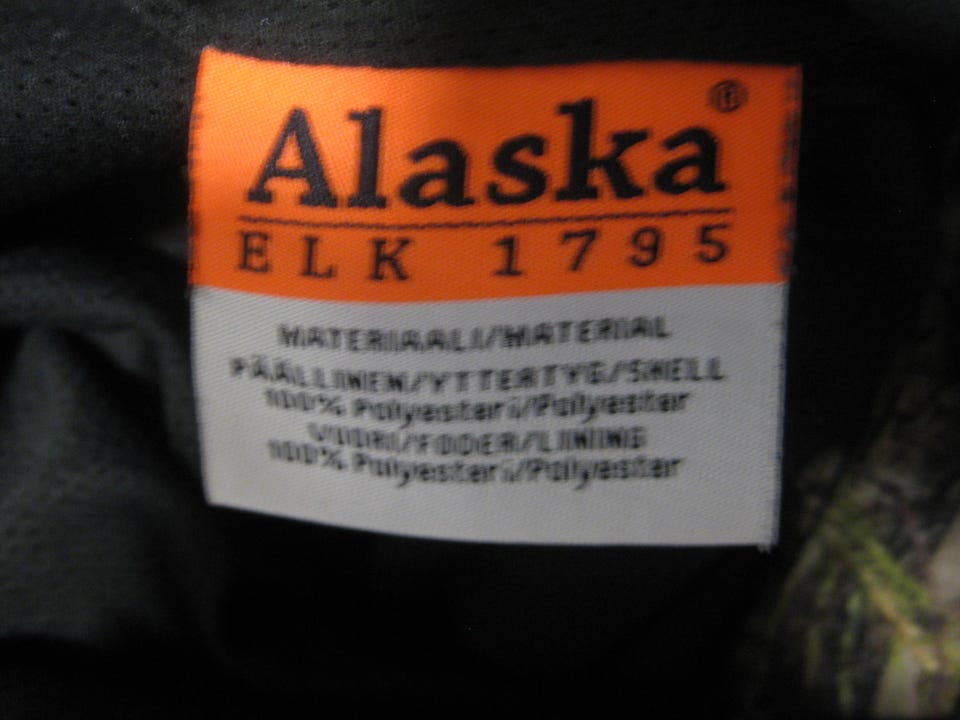 Alaska®
ELK 1795
MATERIAALI/MATERIAL
PÄÄLLINEN/YTTERTYG/SHELL
100% Polyesteri/Polyester
VUORI/FODER/LINING
100% Polyesteri/Polyester